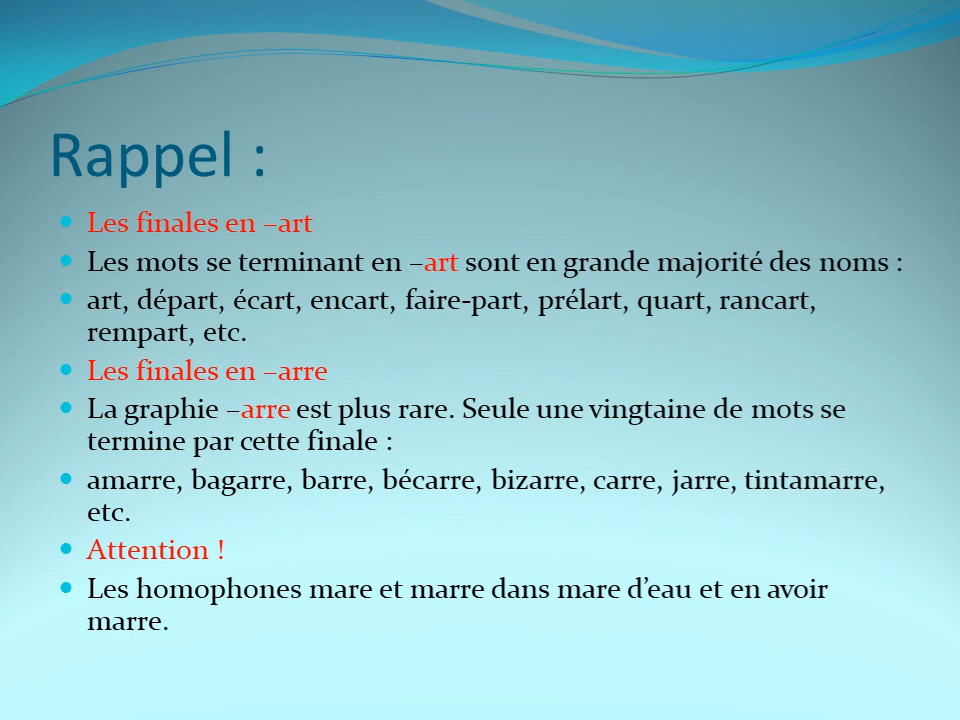 Rappel :
Les finales en –art
Les mots se terminant en –art sont en grande majorité des noms :
art, départ, écart, encart, faire-part, prélart, quart, rancart,
rempart, etc.
Les finales en –arre
La graphie –arre est plus rare. Seule une vingtaine de mots se
termine par cette finale :
amarre, bagarre, barre, bécarre, bizarre, carre, jarre, tintamarre,
etc.
Attention !
Les homophones mare et marre dans mare d’eau et en avoir
marre.